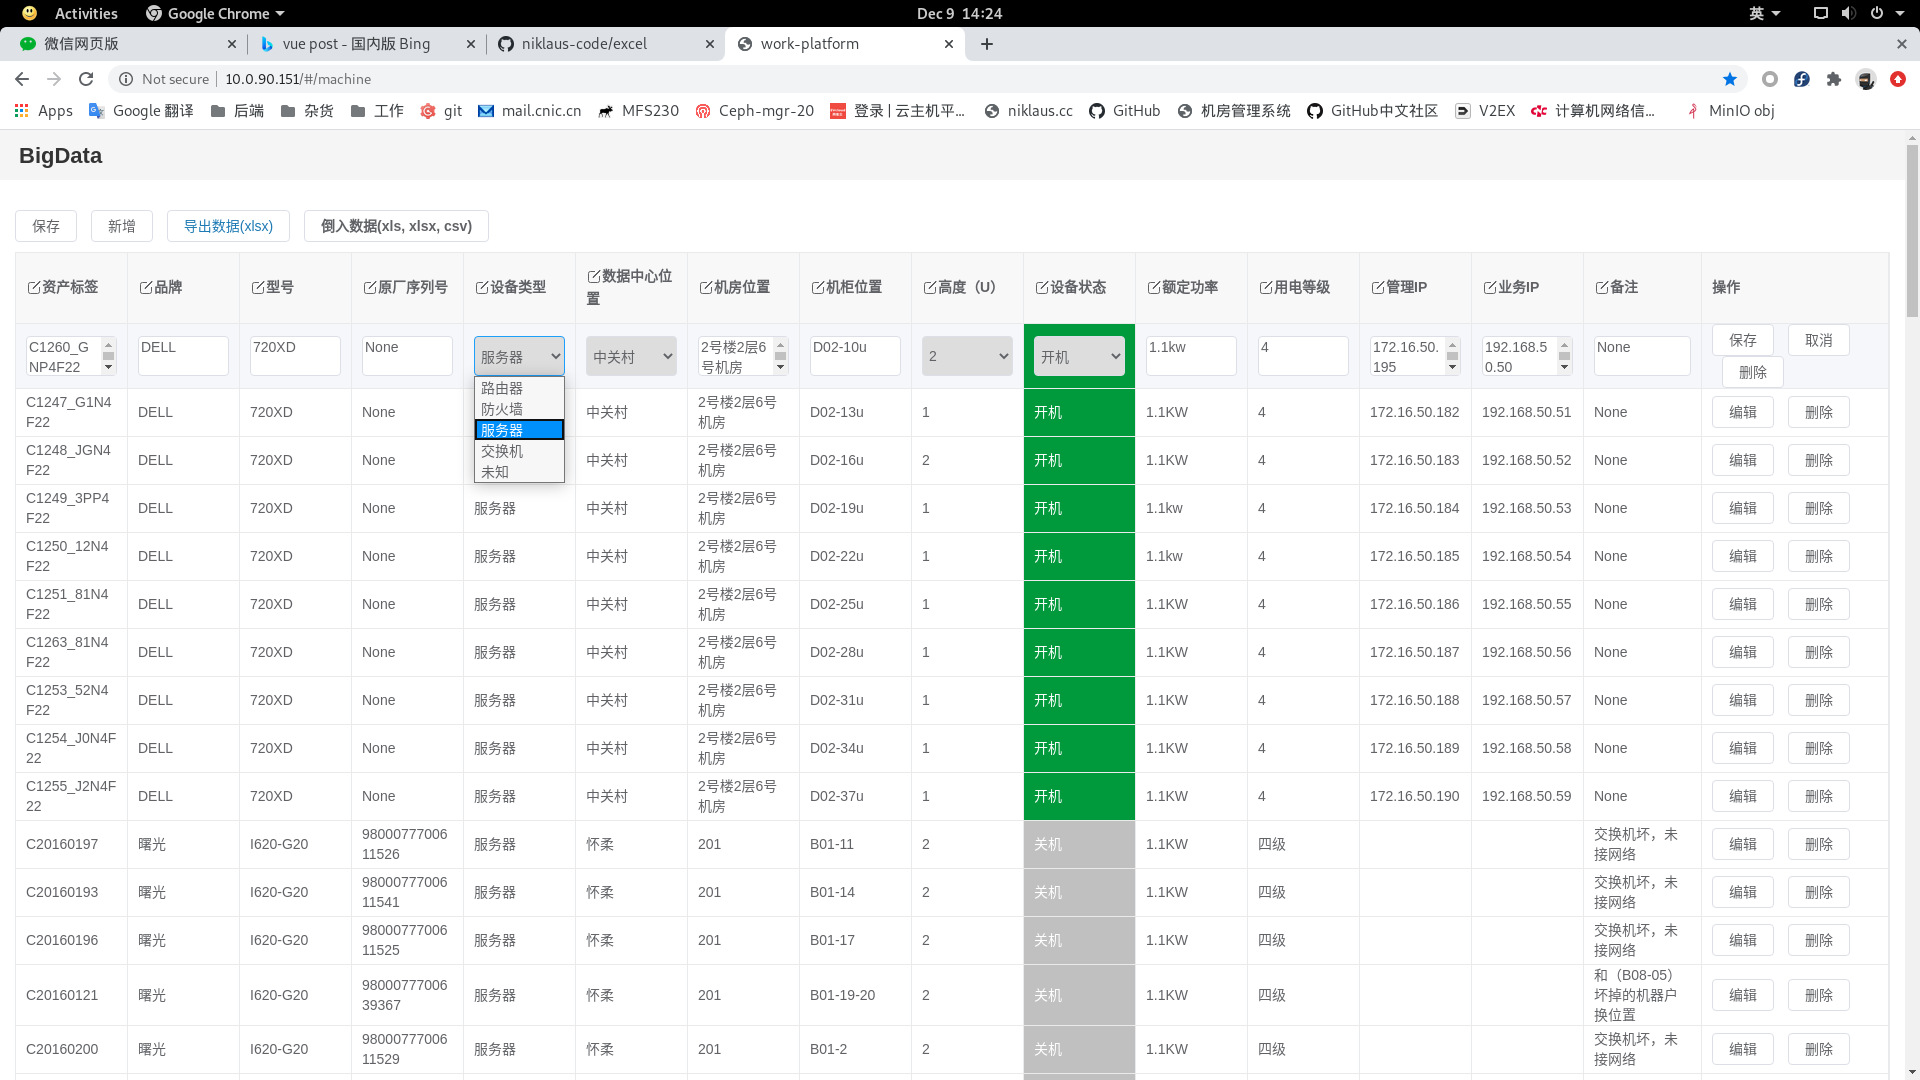 Activities Google Chrome Dec 9 14:24 英
微信网页版 vue post - 国内版 Bing niklaus-code/excel work-platform
Not secure 10.0.90.151/#/machine
Apps Google 翻译 后端 杂货 工作 git mail.cnic.cn MFS230 Ceph-mgr-20 登录 | 云主机平... niklaus.cc GitHub 机房管理系统 GitHub中文社区 V2EX 计算机网络信... MinIO obj
BigData
保存 新增 导出数据(xlsx) 倒入数据(xls, xlsx, csv)
资产标签 品牌 型号 原厂序列号 设备类型 数据中心位置 机房位置 机柜位置 高度（U） 设备状态 额定功率 用电等级 管理IP 业务IP 备注 操作
C1260_GNP4F22 DELL 720XD None 服务器 中关村 2号楼2层6号机房 D02-10u 2 开机 1.1kw 4 172.16.50.195 192.168.50.50 None 保存 取消 删除
路由器
防火墙
服务器
交换机
未知
C1247_G1N4F22 DELL 720XD None 中关村 2号楼2层6号机房 D02-13u 1 开机 1.1KW 4 172.16.50.182 192.168.50.51 None 编辑 删除
C1248_JGN4F22 DELL 720XD None 中关村 2号楼2层6号机房 D02-16u 2 开机 1.1KW 4 172.16.50.183 192.168.50.52 None 编辑 删除
C1249_3PP4F22 DELL 720XD None 服务器 中关村 2号楼2层6号机房 D02-19u 1 开机 1.1kw 4 172.16.50.184 192.168.50.53 None 编辑 删除
C1250_12N4F22 DELL 720XD None 服务器 中关村 2号楼2层6号机房 D02-22u 1 开机 1.1kw 4 172.16.50.185 192.168.50.54 None 编辑 删除
C1251_81N4F22 DELL 720XD None 服务器 中关村 2号楼2层6号机房 D02-25u 1 开机 1.1KW 4 172.16.50.186 192.168.50.55 None 编辑 删除
C1263_81N4F22 DELL 720XD None 服务器 中关村 2号楼2层6号机房 D02-28u 1 开机 1.1KW 4 172.16.50.187 192.168.50.56 None 编辑 删除
C1253_52N4F22 DELL 720XD None 服务器 中关村 2号楼2层6号机房 D02-31u 1 开机 1.1KW 4 172.16.50.188 192.168.50.57 None 编辑 删除
C1254_J0N4F22 DELL 720XD None 服务器 中关村 2号楼2层6号机房 D02-34u 1 开机 1.1KW 4 172.16.50.189 192.168.50.58 None 编辑 删除
C1255_J2N4F22 DELL 720XD None 服务器 中关村 2号楼2层6号机房 D02-37u 1 开机 1.1KW 4 172.16.50.190 192.168.50.59 None 编辑 删除
C20160197 曙光 I620-G20 9800077700611526 服务器 怀柔 201 B01-11 2 关机 1.1KW 四级 交换机坏，未接网络 编辑 删除
C20160193 曙光 I620-G20 9800077700611541 服务器 怀柔 201 B01-14 2 关机 1.1KW 四级 交换机坏，未接网络 编辑 删除
C20160196 曙光 I620-G20 9800077700611525 服务器 怀柔 201 B01-17 2 关机 1.1KW 四级 交换机坏，未接网络 编辑 删除
C20160121 曙光 I620-G20 9800077700639367 服务器 怀柔 201 B01-19-20 2 关机 1.1KW 四级 和（B08-05）坏掉的机器户换位置 编辑 删除
C20160200 曙光 I620-G20 9800077700611529 服务器 怀柔 201 B01-2 2 关机 1.1KW 四级 交换机坏，未接网络 编辑 删除